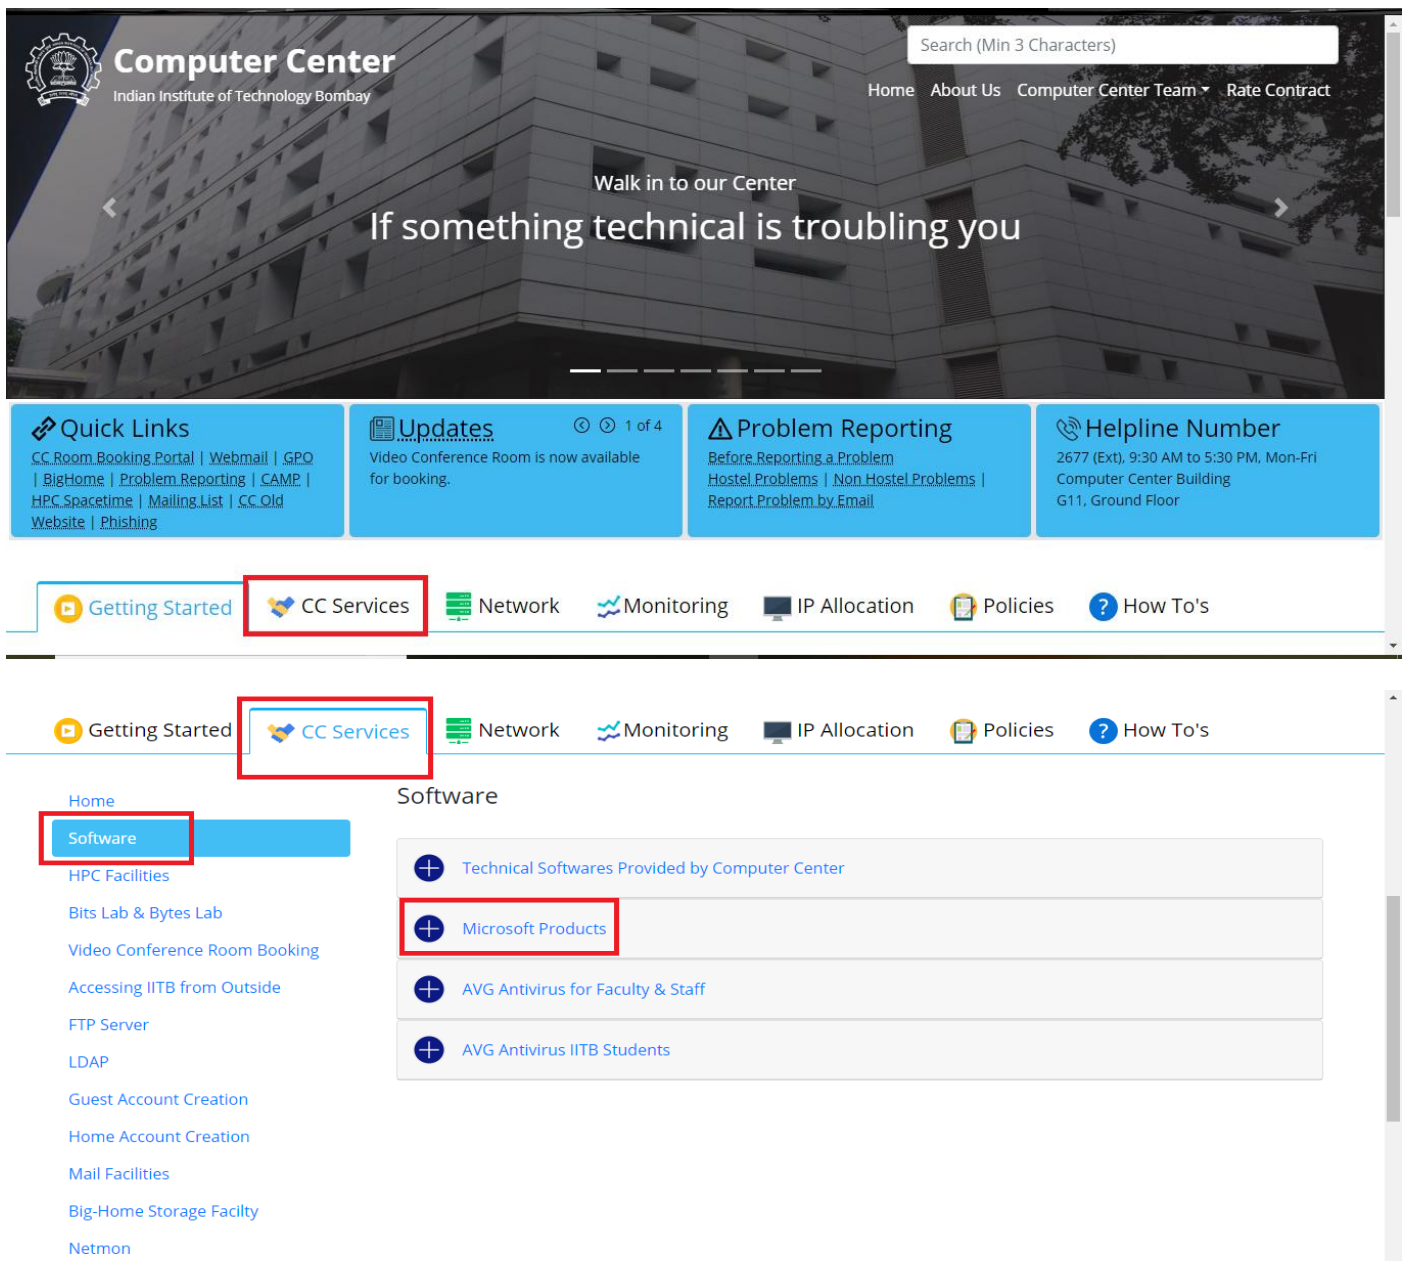 Computer Center
Indian Institute of Technology Bombay
Search (Min 3 Characters)
Home About Us Computer Center Team Rate Contract
Walk in to our Center
If something technical is troubling you
Quick Links
CC Room Booking Portal | Webmail | GPO
| BigHome | Problem Reporting | CAMP |
HPC Spacetime | Mailing List | CC Old
Website | Phishing
Updates 1 of 4
Video Conference Room is now available
for booking.
Problem Reporting
Before Reporting a Problem
Hostel Problems | Non Hostel Problems |
Report Problem by Email
Helpline Number
2677 (Ext), 9:30 AM to 5:30 PM, Mon-Fri
Computer Center Building
G11, Ground Floor
Getting Started CC Services Network Monitoring IP Allocation Policies ? How To's
Getting Started CC Services Network Monitoring IP Allocation Policies ? How To's
Home
Software
HPC Facilities
Bits Lab & Bytes Lab
Video Conference Room Booking
Accessing IITB from Outside
FTP Server
LDAP
Guest Account Creation
Home Account Creation
Mail Facilities
Big-Home Storage Facilty
Netmon
Software
Technical Softwares Provided by Computer Center
Microsoft Products
AVG Antivirus for Faculty & Staff
AVG Antivirus IITB Students